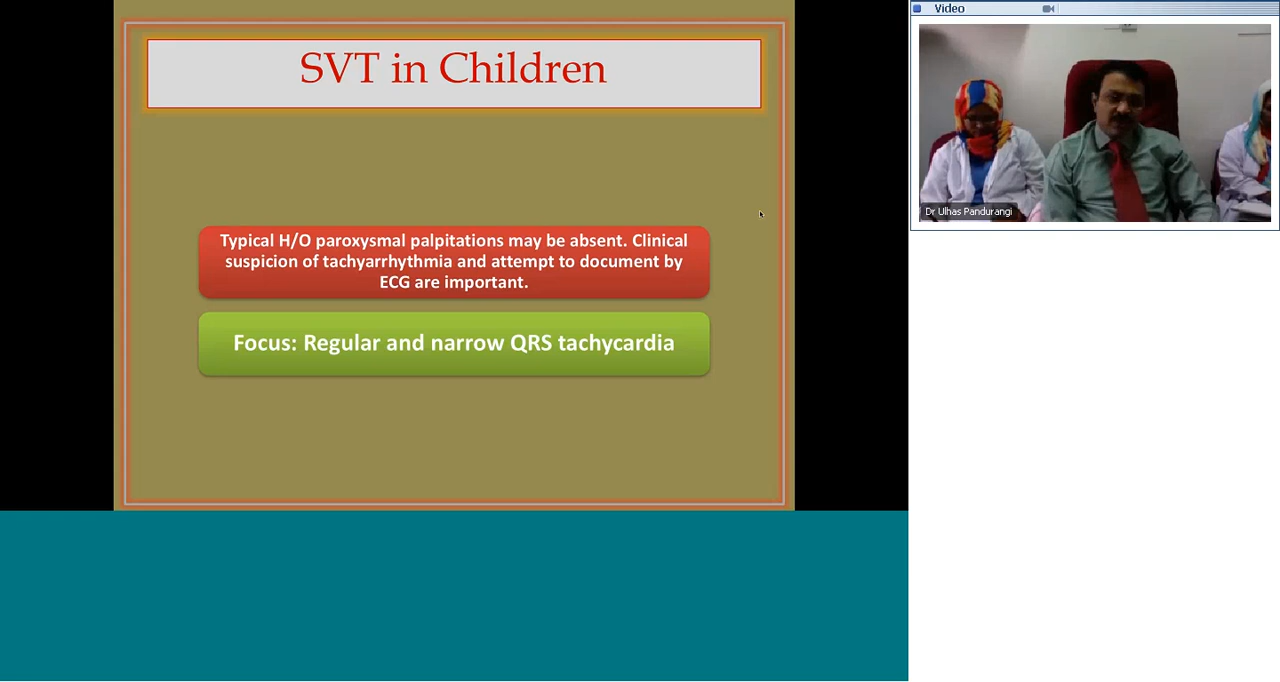 SVT in Children
Typical H/O paroxysmal palpitations may be absent. Clinical
suspicion of tachyarrhythmia and attempt to document by
ECG are important.
Focus: Regular and narrow QRS tachycardia
Video
Dr Ulhas Pandurangi